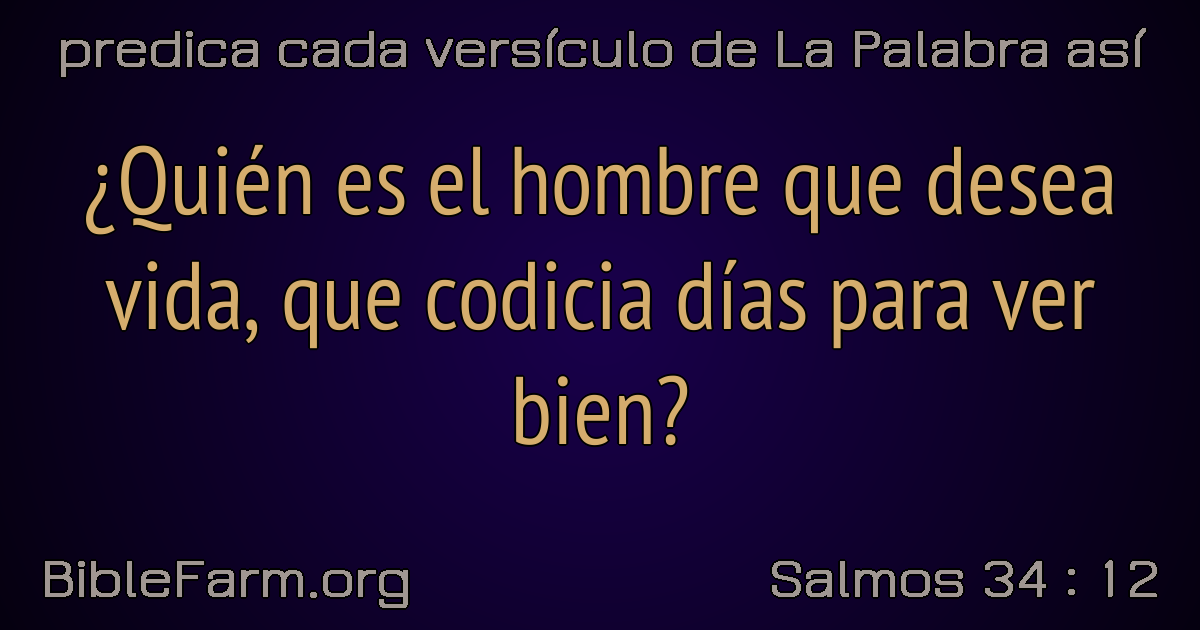 predica cada versículo de La Palabra así
¿Quién es el hombre que desea
vida, que codicia días para ver
bien?
BibleFarm.org
Salmos 34 : 12